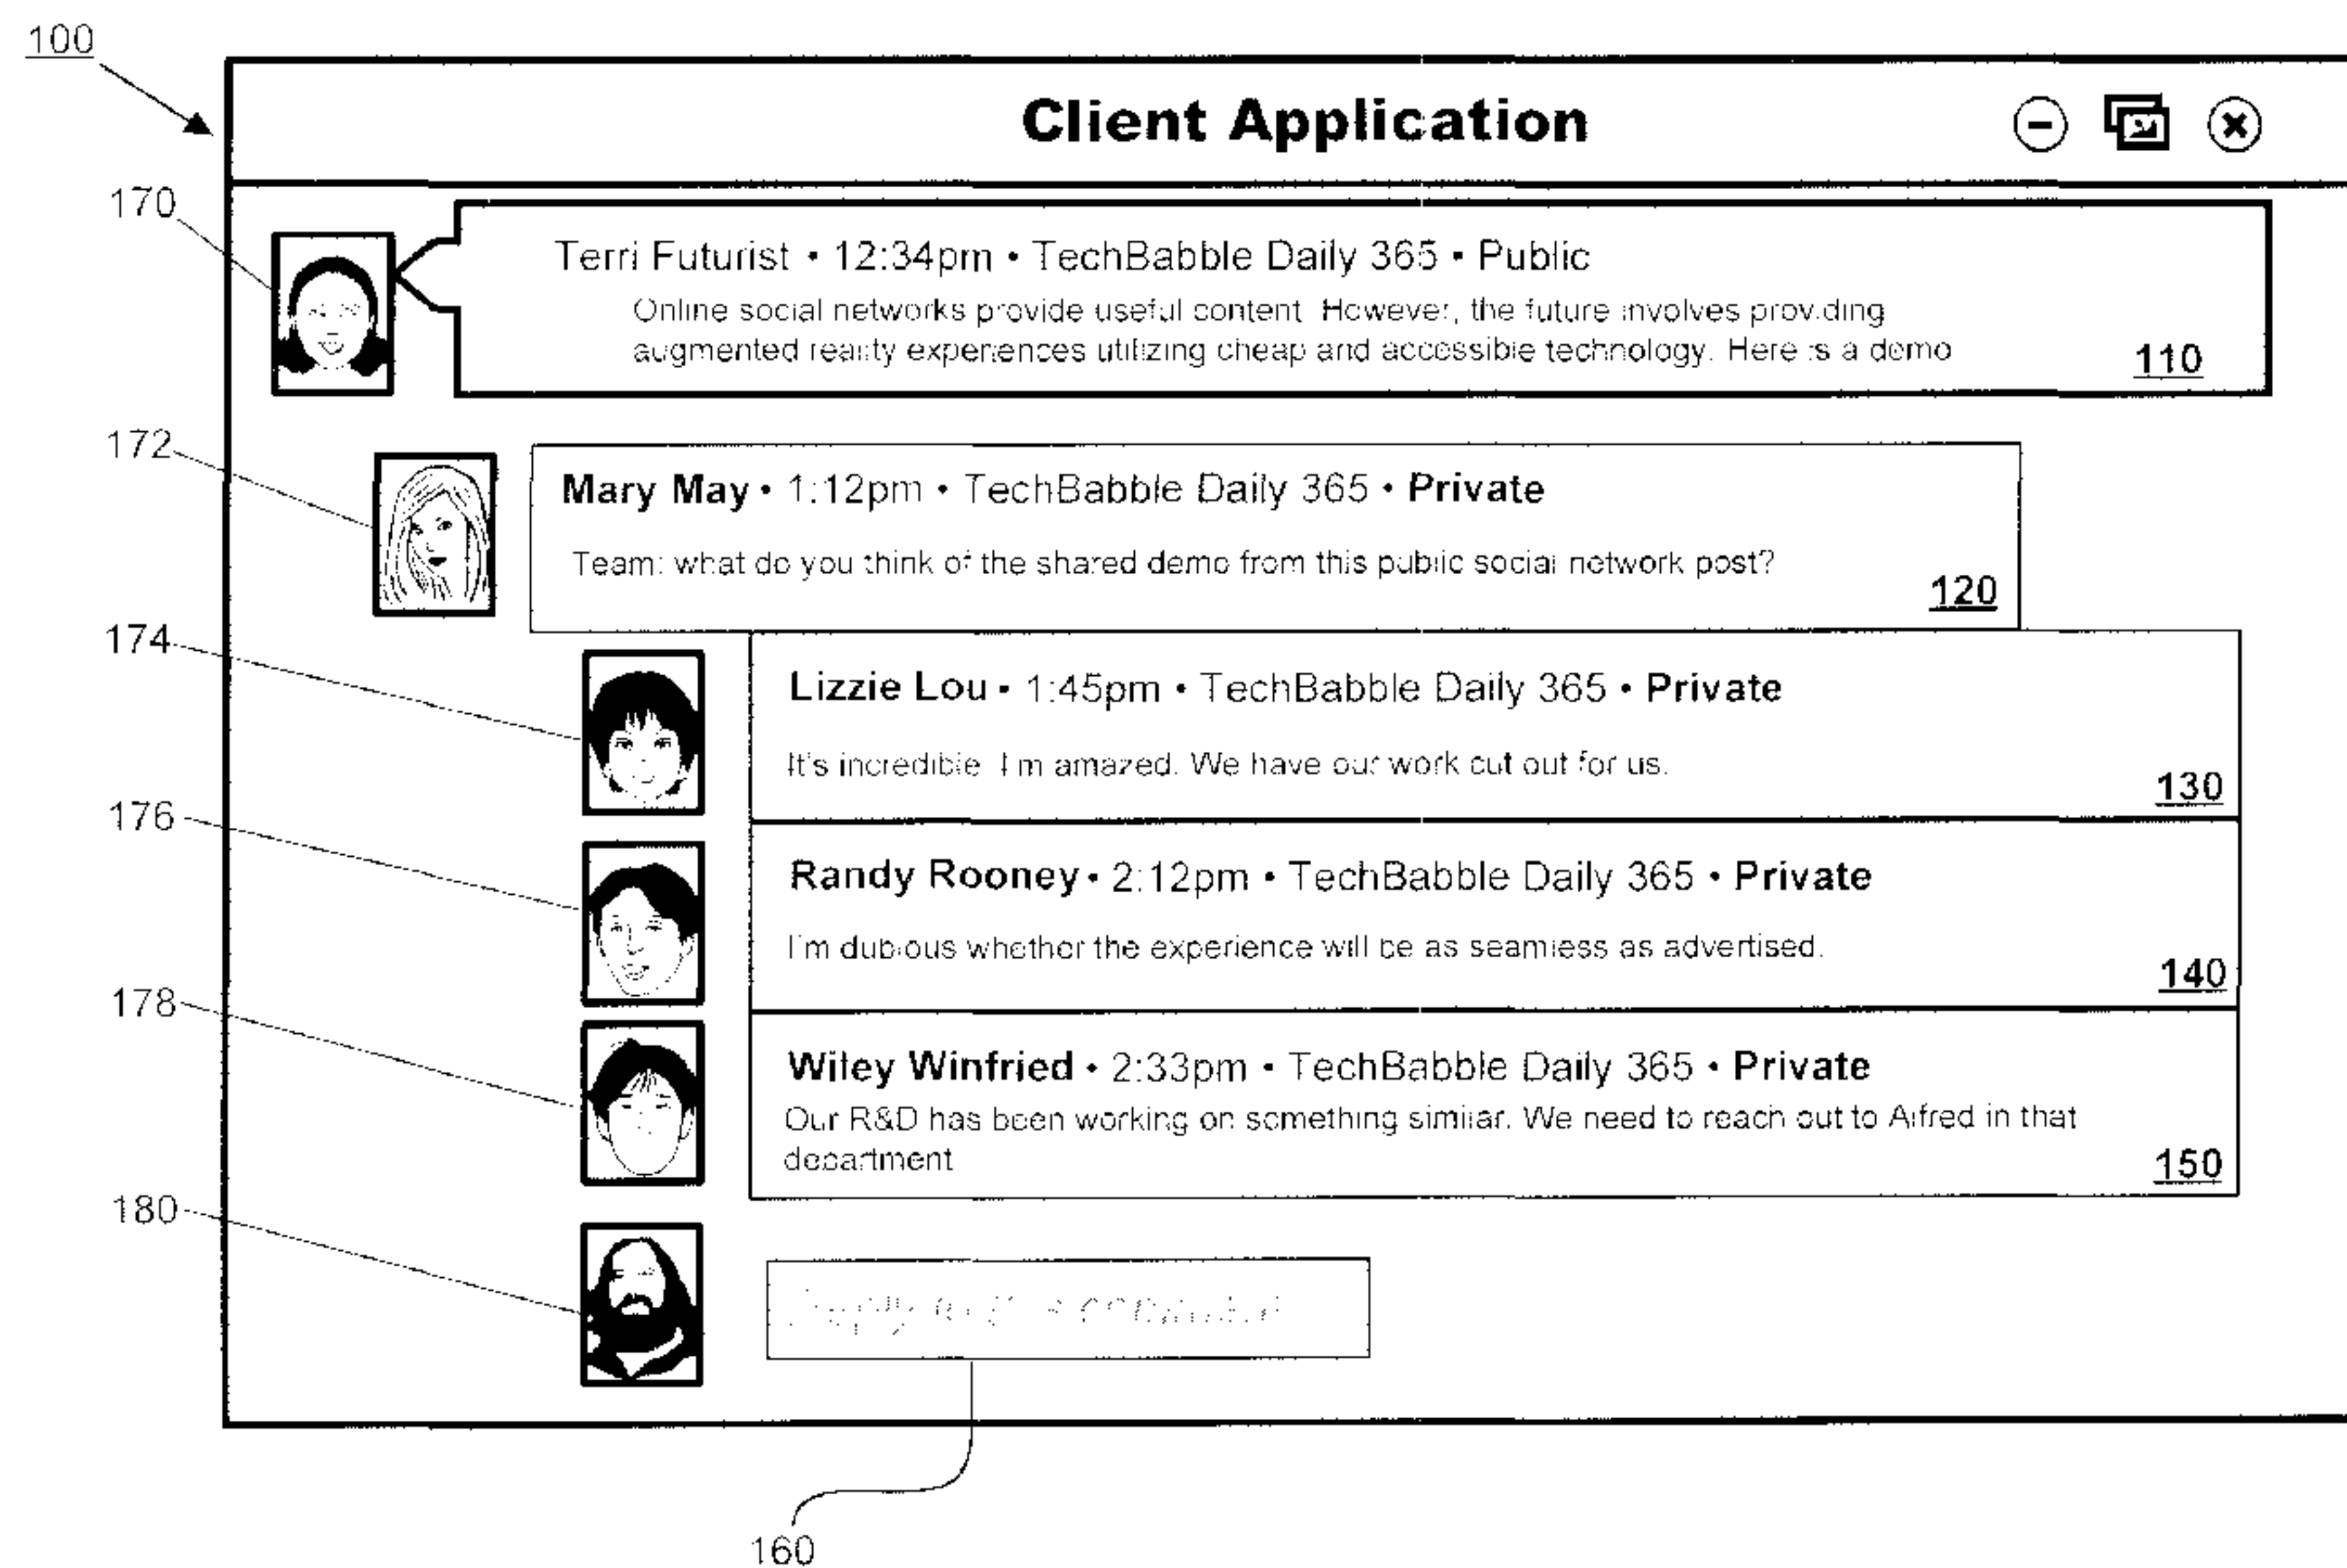 100
Client Application
170
Terri Futurist • 12:34pm • TechBabble Daily 365 • Public
Online social networks provide useful content. However, the future involves providing
augmented reality experiences utilizing cheap and accessible technology. Here is a demo
110
172
Mary May • 1:12pm • TechBabble Daily 365 • Private
Team: what do you think of the shared demo from this public social network post?
120
174
Lizzie Lou • 1:45pm • TechBabble Daily 365 • Private
It's incredible. I'm amazed. We have our work cut out for us.
130
176
Randy Rooney • 2:12pm • TechBabble Daily 365 • Private
I'm dubious whether the experience will be as seamless as advertised.
140
178
Wiley Winfried • 2:33pm • TechBabble Daily 365 • Private
Our R&D has been working on something similar. We need to reach out to Alfred in that
department
150
180
160